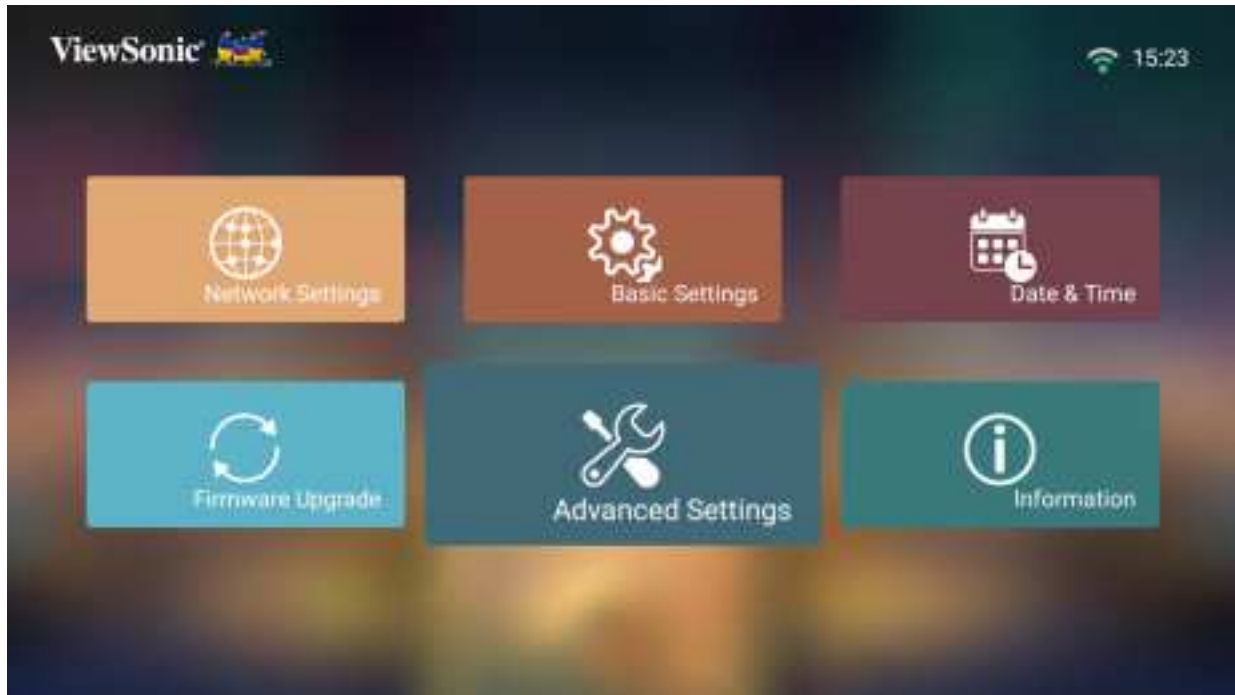 ViewSonic
15:23
Network Settings
Basic Settings
Date & Time
Firmware Upgrade
Advanced Settings
Information